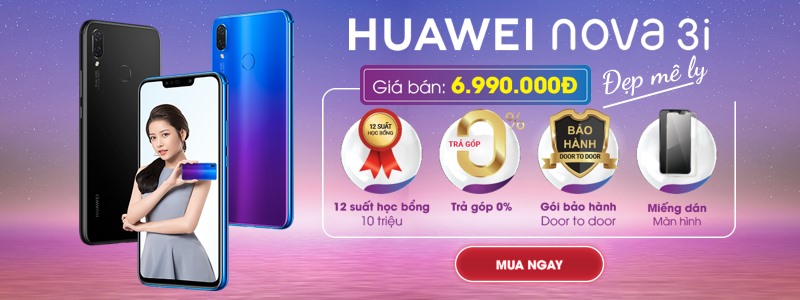 HUAWEI nova 3i
Giá bán: 6.990.000Đ
Đẹp mê ly
12 SUẤT
HỌC BỔNG
TRẢ GÓP
0%
BẢO
HÀNH
DOOR TO DOOR
12 suất học bổng
10 triệu
Trả góp 0%
Gói bảo hành
Door to door
Miếng dán
Màn hình
MUA NGAY
HUAWEI
HUAWEI